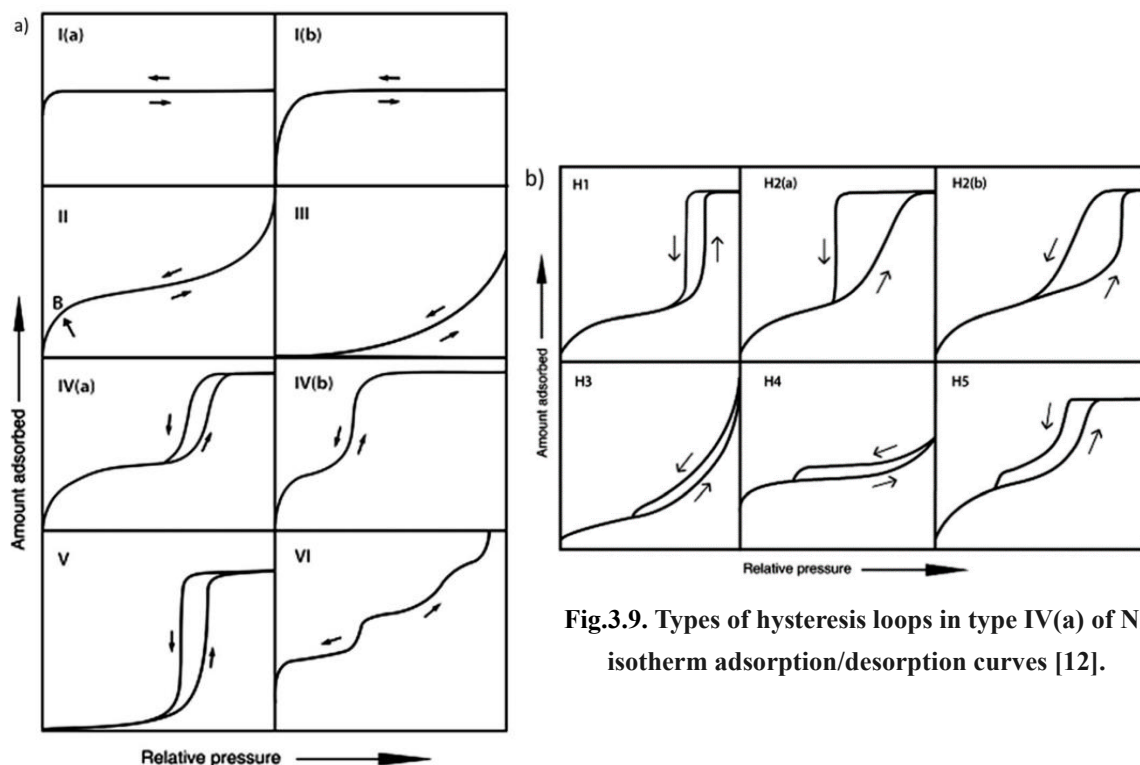 a)
I(a)
I(b)
II
III
B
IV(a)
IV(b)
V
VI
Amount adsorbed
Relative pressure
b)
H1
H2(a)
H2(b)
H3
H4
H5
Amount adsorbed
Relative pressure
Fig.3.9. Types of hysteresis loops in type IV(a) of N
isotherm adsorption/desorption curves [12].